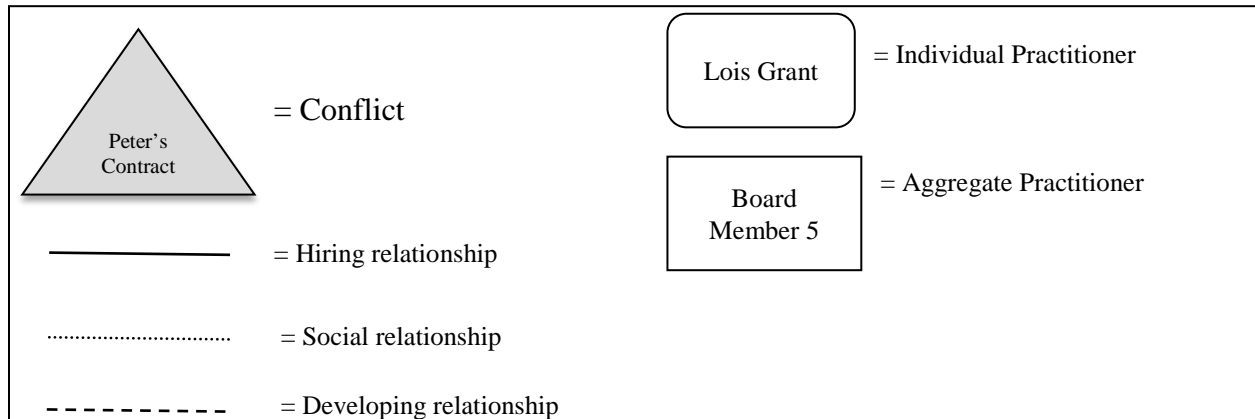 Peter's
Contract
= Conflict
= Hiring relationship
= Social relationship
= Developing relationship
Lois Grant
= Individual Practitioner
Board
Member 5
= Aggregate Practitioner